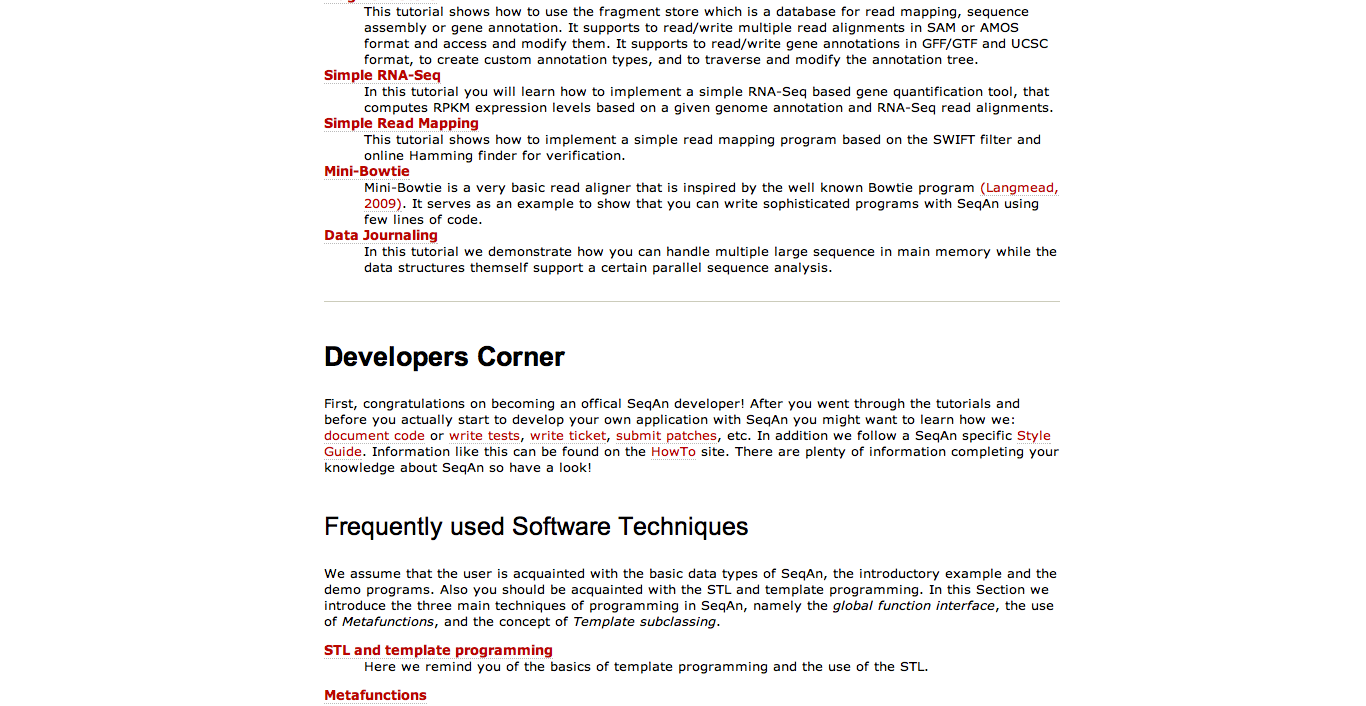 This tutorial shows how to use the fragment store which is a database for read mapping, sequence
assembly or gene annotation. It supports to read/write multiple read alignments in SAM or AMOS
format and access and modify them. It supports to read/write gene annotations in GFF/GTF and UCSC
format, to create custom annotation types, and to traverse and modify the annotation tree.
Simple RNA-Seq
In this tutorial you will learn how to implement a simple RNA-Seq based gene quantification tool, that
computes RPKM expression levels based on a given genome annotation and RNA-Seq read alignments.
Simple Read Mapping
This tutorial shows how to implement a simple read mapping program based on the SWIFT filter and
online Hamming finder for verification.
Mini-Bowtie
Mini-Bowtie is a very basic read aligner that is inspired by the well known Bowtie program (Langmead,
2009). It serves as an example to show that you can write sophisticated programs with SeqAn using
few lines of code.
Data Journaling
In this tutorial we demonstrate how you can handle multiple large sequence in main memory while the
data structures themself support a certain parallel sequence analysis.
Developers Corner
First, congratulations on becoming an offical SeqAn developer! After you went through the tutorials and
before you actually start to develop your own application with SeqAn you might want to learn how we:
document code or write tests, write ticket, submit patches, etc. In addition we follow a SeqAn specific Style
Guide. Information like this can be found on the HowTo site. There are plenty of information completing your
knowledge about SeqAn so have a look!
Frequently used Software Techniques
We assume that the user is acquainted with the basic data types of SeqAn, the introductory example and the
demo programs. Also you should be acquainted with the STL and template programming. In this Section we
introduce the three main techniques of programming in SeqAn, namely the global function interface, the use
of Metafunctions, and the concept of Template subclassing.
STL and template programming
Here we remind you of the basics of template programming and the use of the STL.
Metafunctions